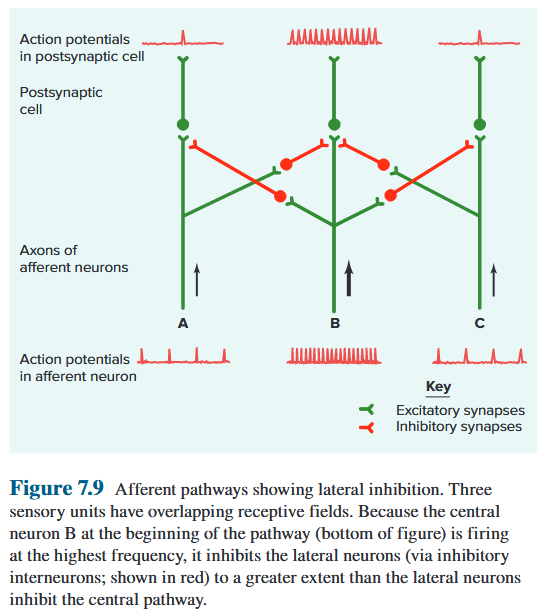 Action potentials
in postsynaptic cell
Postsynaptic
cell
Axons of
afferent neurons
A
B
C
Action potentials
in afferent neuron
Key
Excitatory synapses
Inhibitory synapses
Figure 7.9 Afferent pathways showing lateral inhibition. Three
sensory units have overlapping receptive fields. Because the central
neuron B at the beginning of the pathway (bottom of figure) is firing
at the highest frequency, it inhibits the lateral neurons (via inhibitory
interneurons; shown in red) to a greater extent than the lateral neurons
inhibit the central pathway.